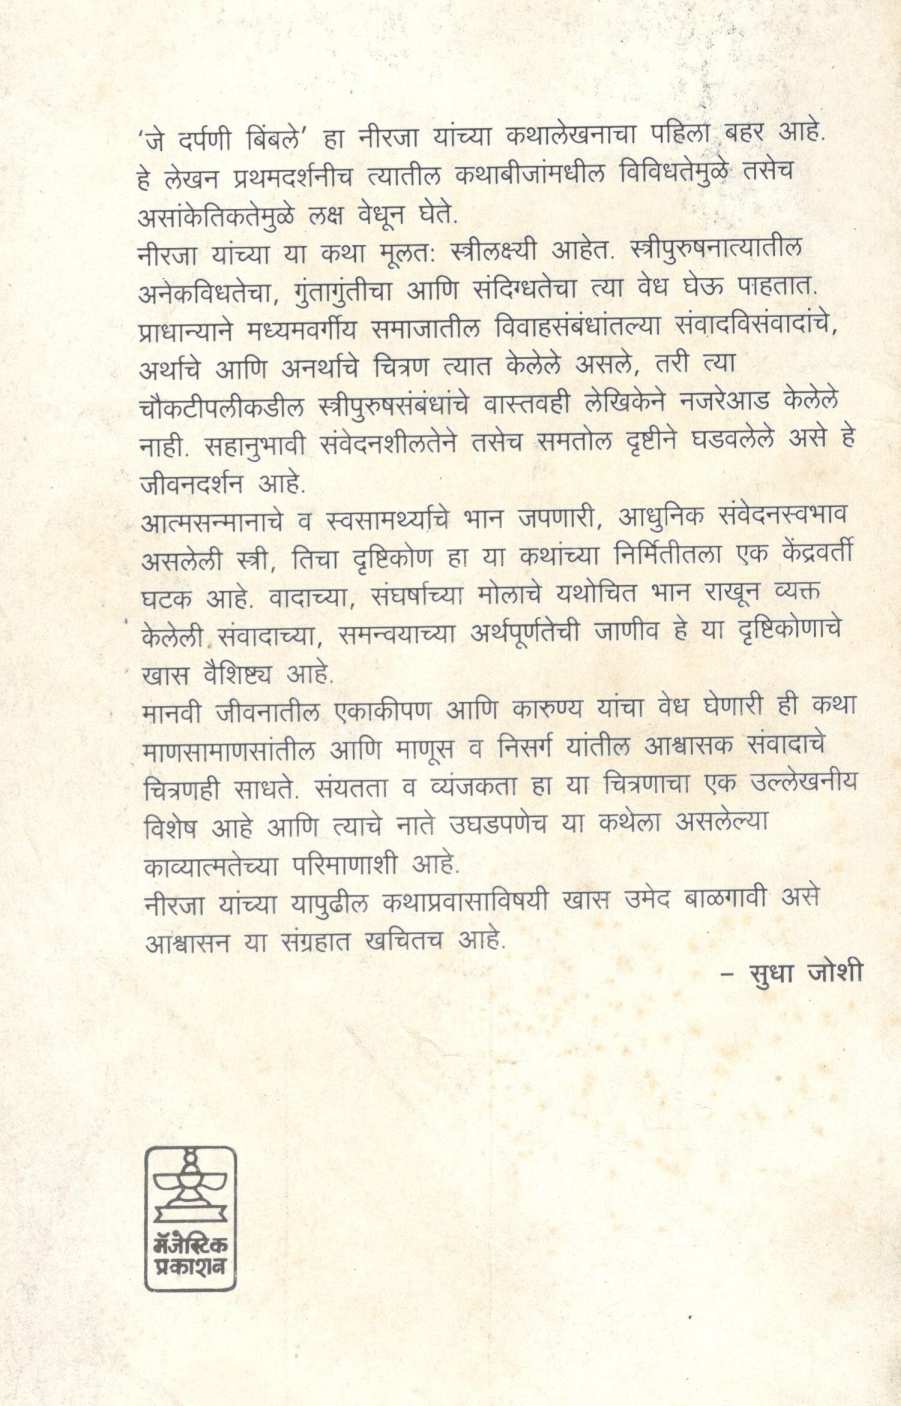 ‘जे दर्पणी बिंबले’ हा नीरजा यांच्या कथालेखनाचा पहिला बहर आहे.
हे लेखन प्रथमदर्शनीच त्यातील कथाबीजांमधील विविधतेमुळे तसेच
असांकेतिकतेमुळे लक्ष वेधून घेते.
नीरजा यांच्या या कथा मूलत: स्त्रीलक्ष्यी आहेत. स्त्रीपुरुषनात्यातील
अनेकविधतेचा, गुंतागुंतीचा आणि संदिग्धतेचा त्या वेध घेऊ पाहतात.
प्राधान्याने मध्यमवर्गीय समाजातील विवाहसंबंधांतल्या संवादविसंवादांचे,
अर्थाचे आणि अनर्थाचे चित्रण त्यात केलेले असले, तरी त्या
चौकटीपलीकडील स्त्रीपुरुषसंबंधांचे वास्तवही लेखिकेने नजरेआड केलेले
नाही. सहानुभावी संवेदनशीलतेने तसेच समतोल दृष्टीने घडवलेले असे हे
जीवनदर्शन आहे.
आत्मसन्मानाचे व स्वसामर्थ्याचे भान जपणारी, आधुनिक संवेदनस्वभाव
असलेली स्त्री, तिचा दृष्टिकोण हा या कथांच्या निर्मितीतला एक केंद्रवर्ती
घटक आहे. वादाच्या, संघर्षाच्या मोलाचे यथोचित भान राखून व्यक्त
केलेली संवादाच्या, समन्वयाच्या अर्थपूर्णतेची जाणीव हे या दृष्टिकोणाचे
खास वैशिष्ट्य आहे.
मानवी जीवनातील एकाकीपण आणि कारुण्य यांचा वेध घेणारी ही कथा
माणसामाणसांतील आणि माणूस व निसर्ग यांतील आश्वासक संवादाचे
चित्रणही साधते. संयतता व व्यंजकता हा या चित्रणाचा एक उल्लेखनीय
विशेष आहे आणि त्याचे नाते उघडपणेच या कथेला असलेल्या
काव्यात्मतेच्या परिमाणाशी आहे.
नीरजा यांच्या यापुढील कथाप्रवासाविषयी खास उमेद बाळगावी असे
आश्वासन या संग्रहात खचितच आहे.
– सुधा जोशी
मॅजेस्टिक
प्रकाशन